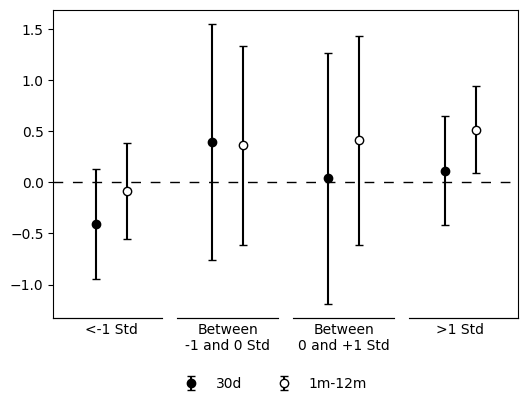 1.5
1.0
0.5
0.0
−0.5
−1.0
<-1 Std
Between
-1 and 0 Std
Between
0 and +1 Std
>1 Std
30d
1m-12m